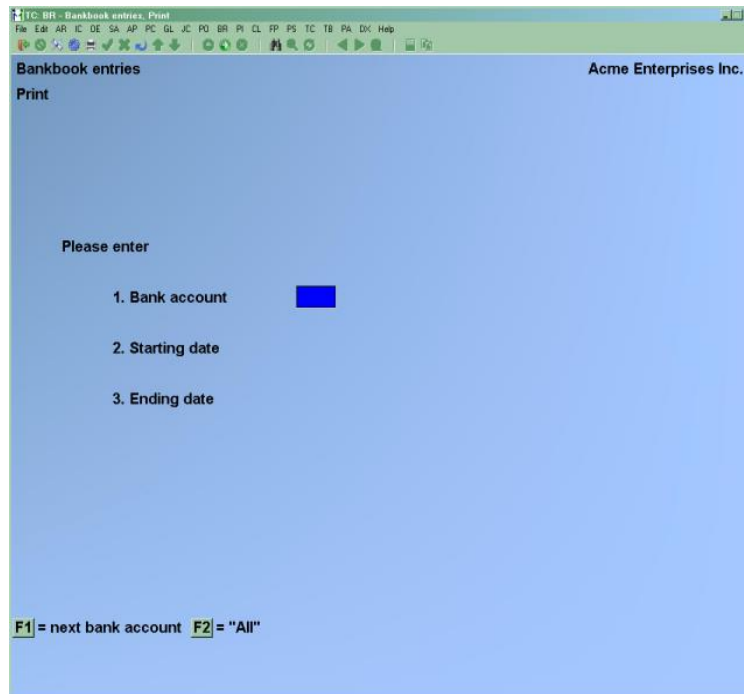 TC: BR - Bankbook entries, Print
File Edit AR IC OE SA AP PC GL JC PO BR PI CL FP PS TC TB PA DX Help
Bankbook entries Acme Enterprises Inc.
Print
Please enter
1. Bank account
2. Starting date
3. Ending date
F1 = next bank account F2 = "All"